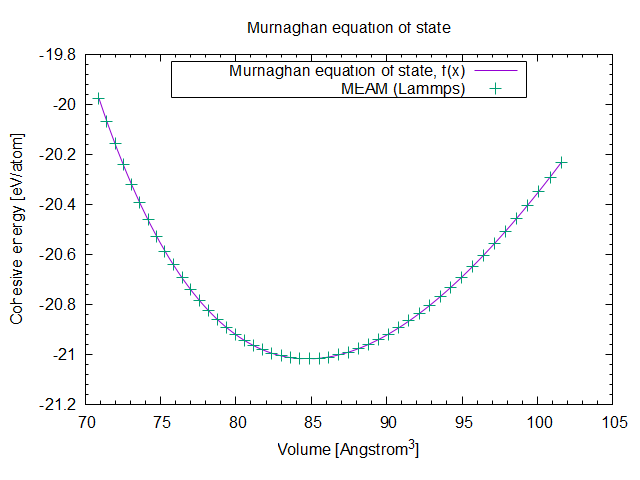 Murnaghan equation of state
Murnaghan equation of state, f(x)
MEAM (Lammps)
Cohesive energy [eV/atom]
-19.8
-20
-20.2
-20.4
-20.6
-20.8
-21
-21.2
70 75 80 85 90 95 100 105
Volume [Angstrom³]